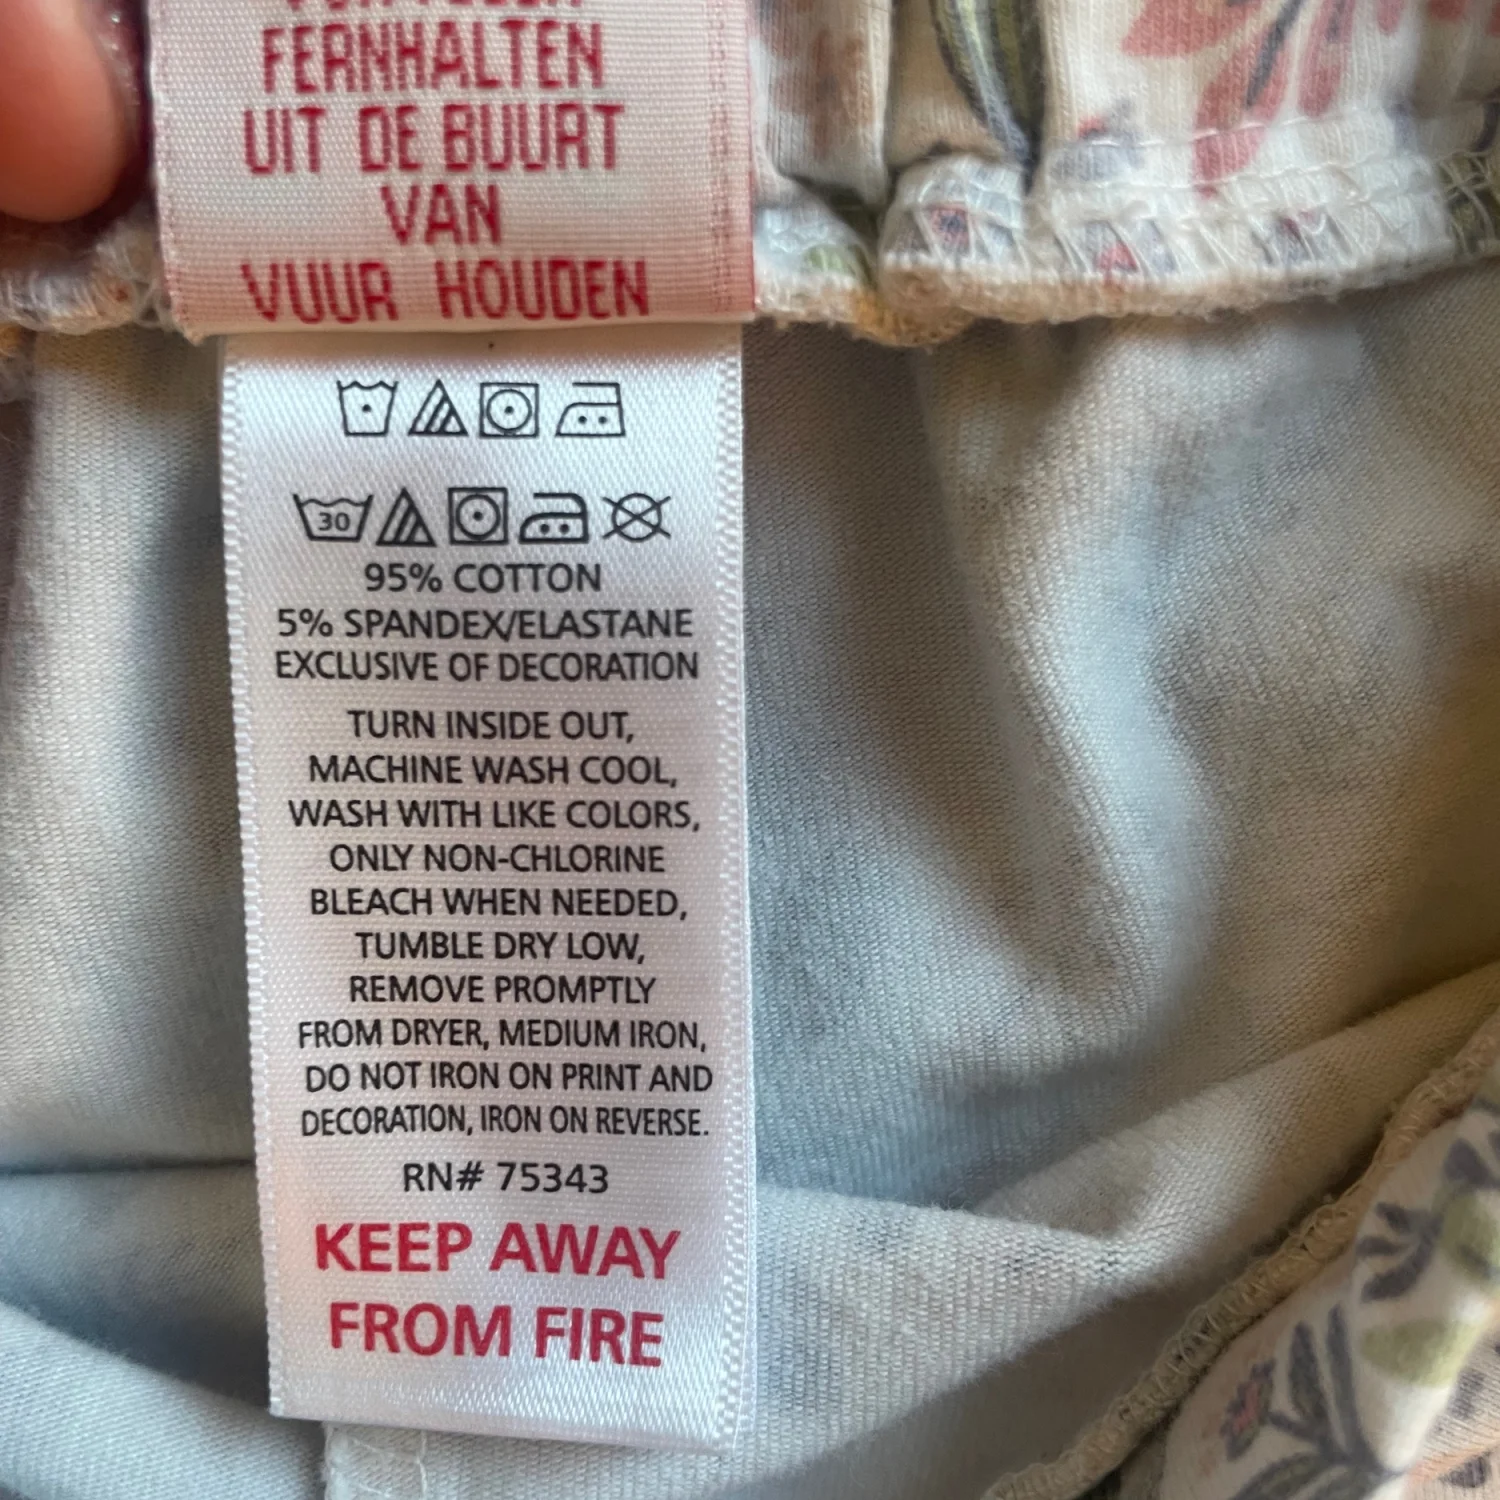 FERNHALTEN
UIT DE BUURT
VAN
VUUR HOUDEN
30
95% COTTON
5% SPANDEX/ELASTANE
EXCLUSIVE OF DECORATION
TURN INSIDE OUT,
MACHINE WASH COOL,
WASH WITH LIKE COLORS,
ONLY NON-CHLORINE
BLEACH WHEN NEEDED,
TUMBLE DRY LOW,
REMOVE PROMPTLY
FROM DRYER, MEDIUM IRON,
DO NOT IRON ON PRINT AND
DECORATION, IRON ON REVERSE.
RN# 75343
KEEP AWAY
FROM FIRE